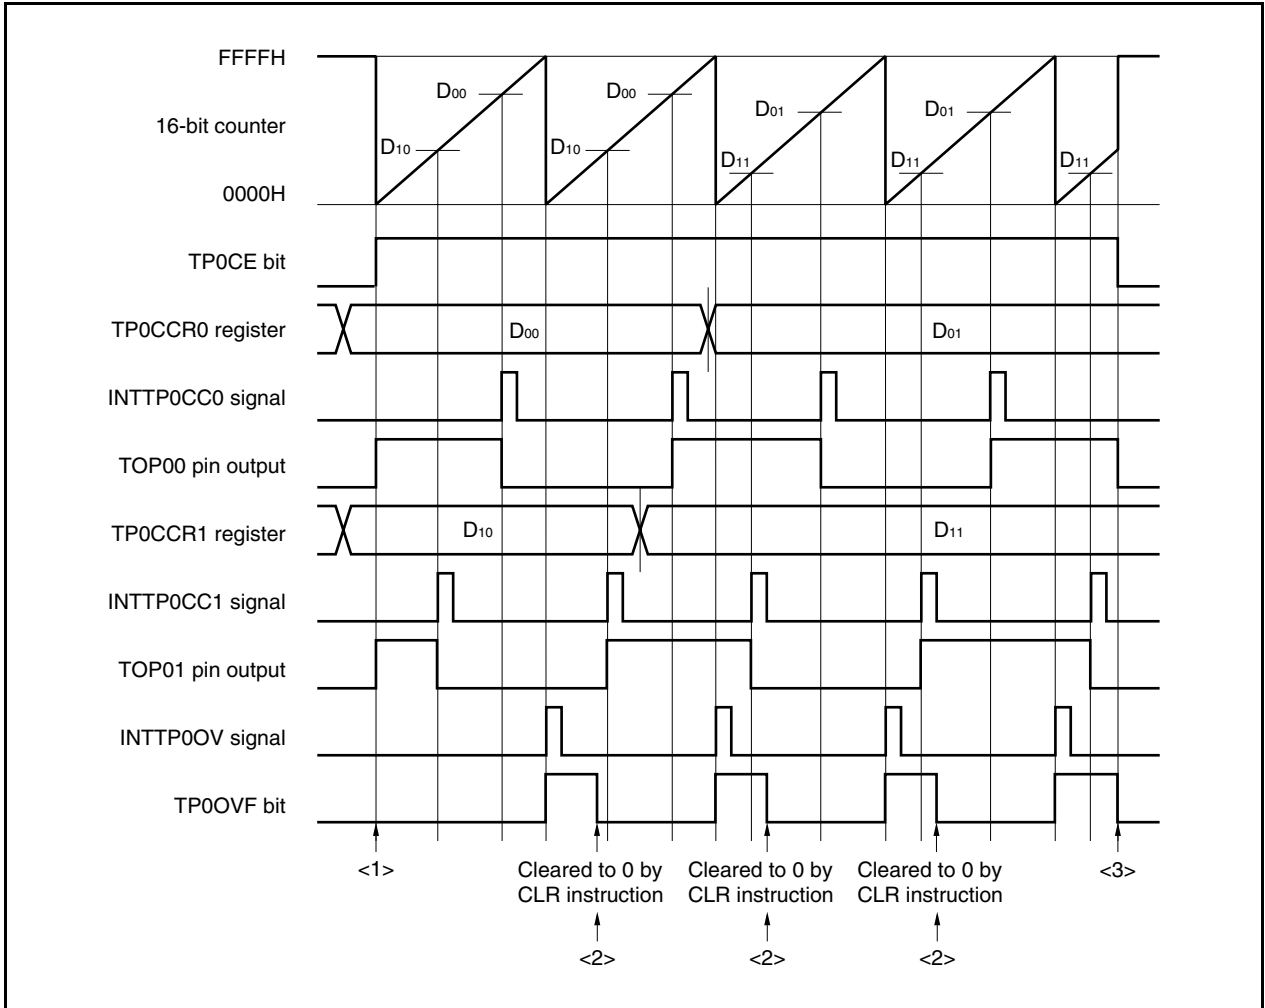 FFFFH
D00 D00
D01 D01
16-bit counter
D10 D10
D11 D11 D11
0000H
TP0CE bit
TP0CCR0 register D00 D01
INTTP0CC0 signal
TOP00 pin output
TP0CCR1 register D10 D11
INTTP0CC1 signal
TOP01 pin output
INTTP0OV signal
TP0OVF bit
<1> Cleared to 0 by Cleared to 0 by Cleared to 0 by <3>
CLR instruction CLR instruction CLR instruction
<2> <2> <2>